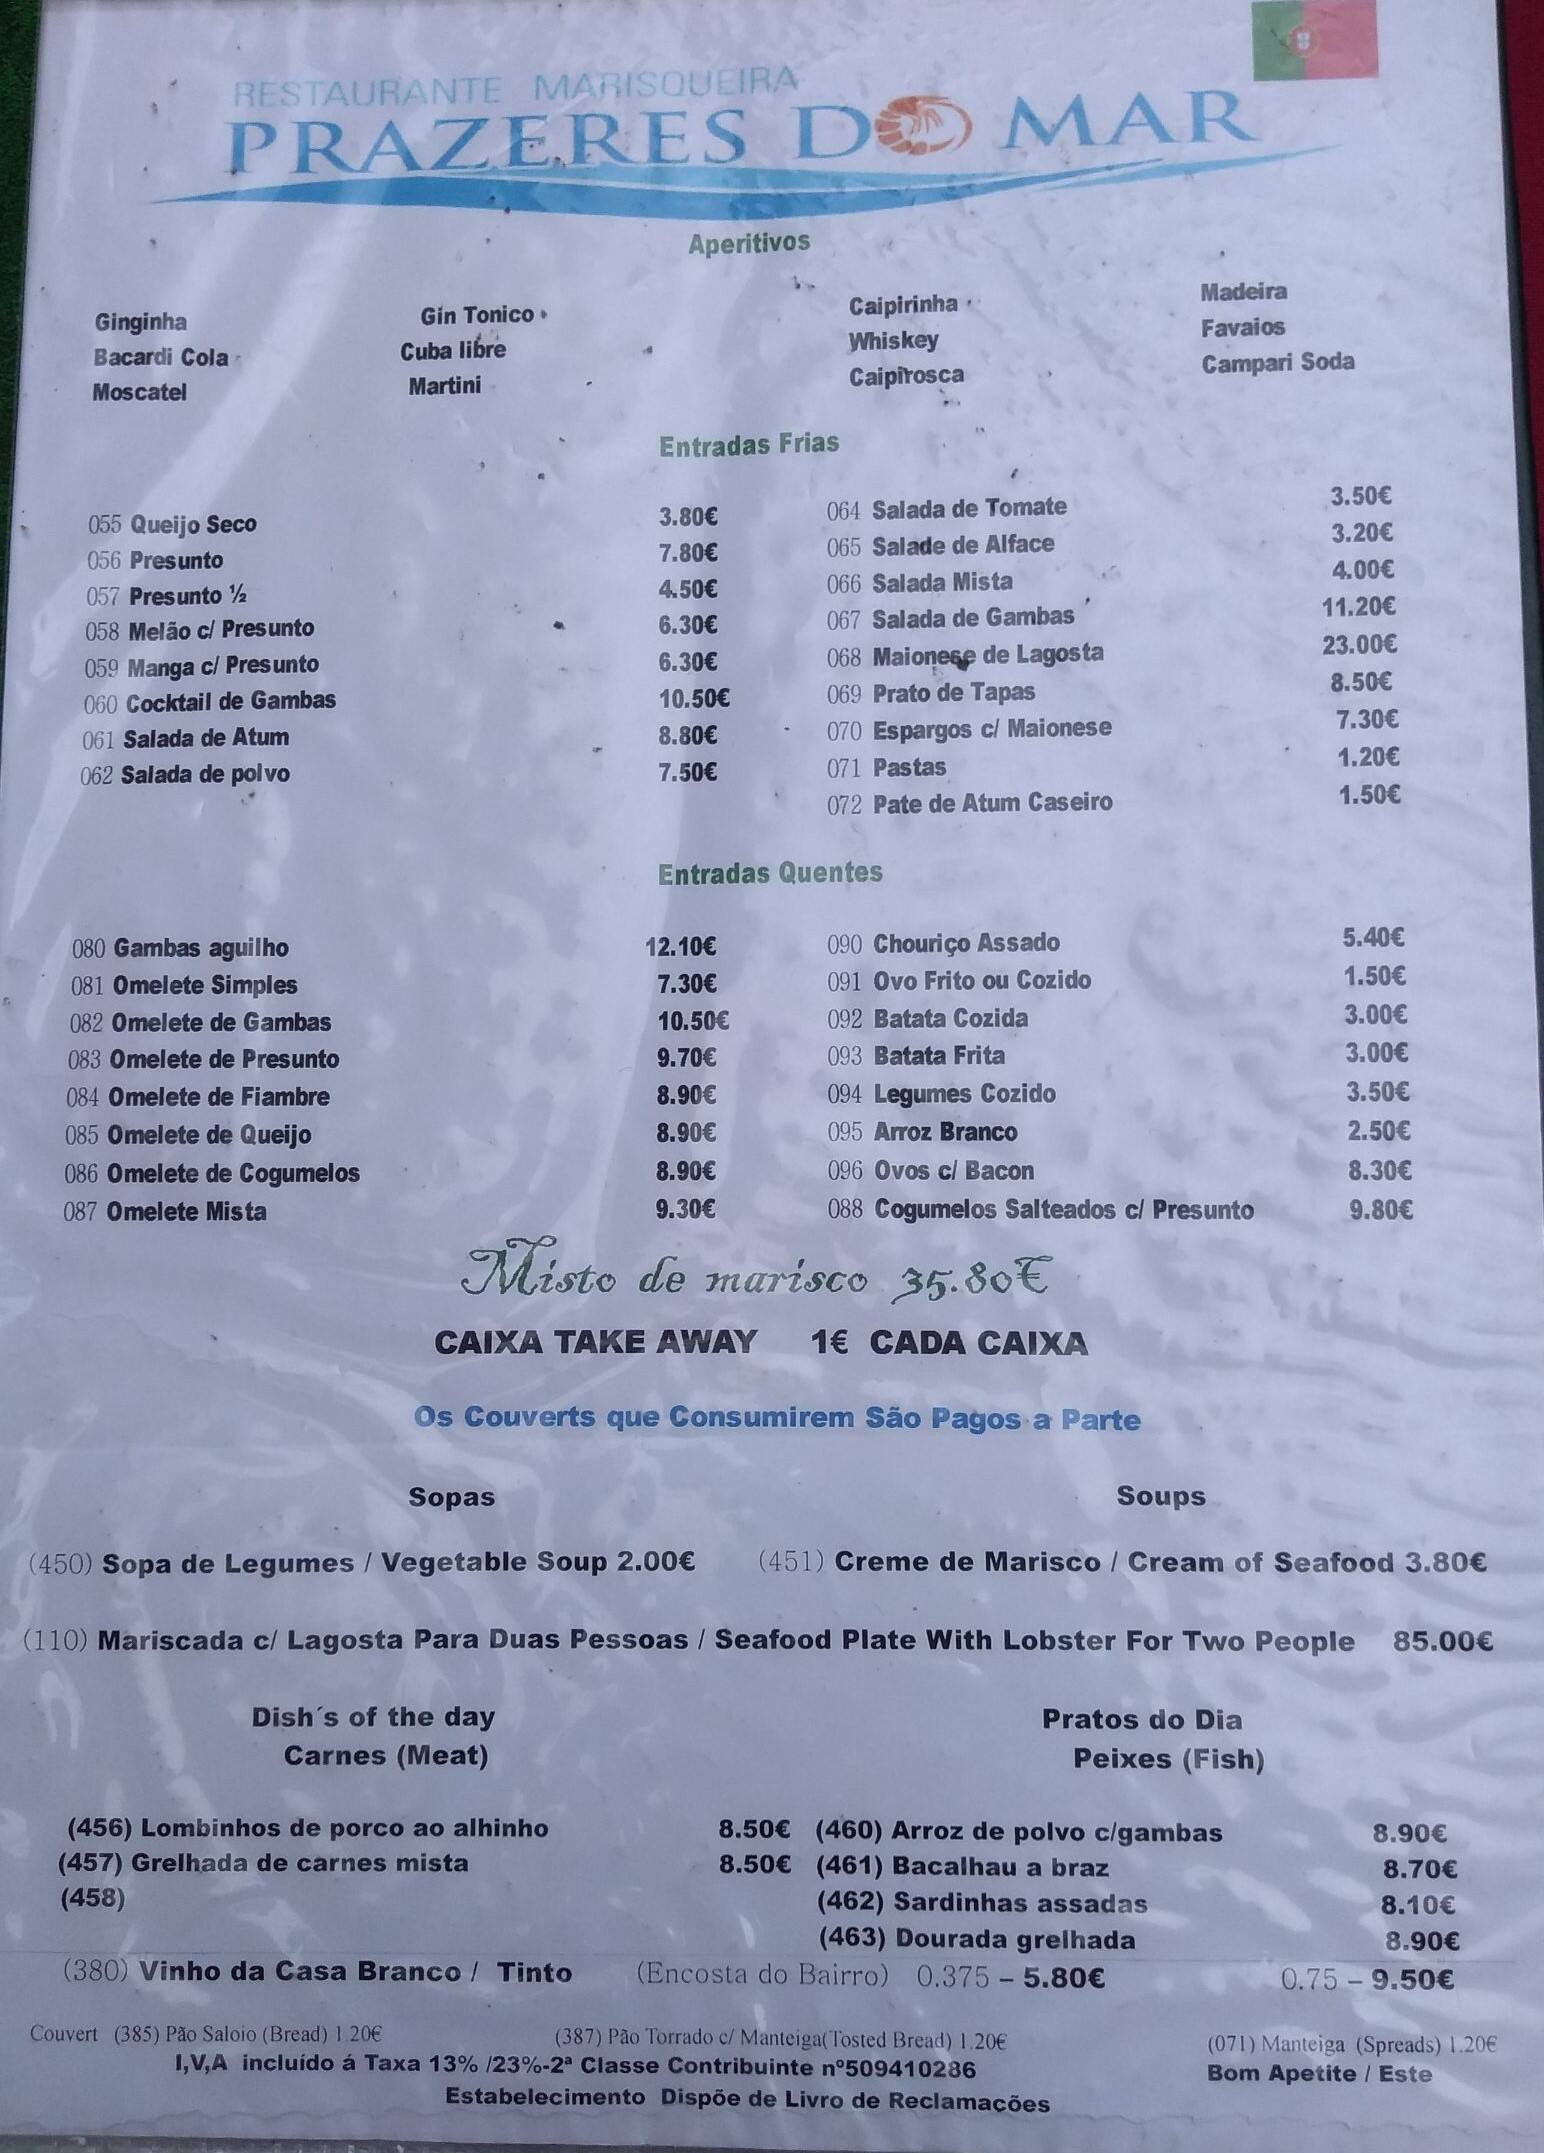 RESTAURANTE MARISQUEIRA
PRAZERES DO MAR
Aperitivos
Ginginha Gin Tonico Caipirinha Madeira
Bacardi Cola Cuba libre Whiskey Favaios
Moscatel Martini Caipirosca Campari Soda
Entradas Frias
055 Queijo Seco 3.80€ 064 Salada de Tomate 3.50€
056 Presunto 7.80€ 065 Salade de Alface 3.20€
057 Presunto ½ 4.50€ 066 Salada Mista 4.00€
058 Melão c/ Presunto 6.30€ 067 Salada de Gambas 11.20€
059 Manga c/ Presunto 6.30€ 068 Maionese de Lagosta 23.00€
060 Cocktail de Gambas 10.50€ 069 Prato de Tapas 8.50€
061 Salada de Atum 8.80€ 070 Espargos c/ Maionese 7.30€
062 Salada de polvo 7.50€ 071 Pastas 1.20€
072 Pate de Atum Caseiro 1.50€
Entradas Quentes
080 Gambas aguilho 12.10€ 090 Chouriço Assado 5.40€
081 Omelete Simples 7.30€ 091 Ovo Frito ou Cozido 1.50€
082 Omelete de Gambas 10.50€ 092 Batata Cozida 3.00€
083 Omelete de Presunto 9.70€ 093 Batata Frita 3.00€
084 Omelete de Fiambre 8.90€ 094 Legumes Cozido 3.50€
085 Omelete de Queijo 8.90€ 095 Arroz Branco 2.50€
086 Omelete de Cogumelos 8.90€ 096 Ovos c/ Bacon 8.30€
087 Omelete Mista 9.30€ 088 Cogumelos Salteados c/ Presunto 9.80€
Misto de marisco 35.80€
CAIXA TAKE AWAY 1€ CADA CAIXA
Os Couverts que Consumirem São Pagos a Parte
Sopas Soups
(450) Sopa de Legumes / Vegetable Soup 2.00€ (451) Creme de Marisco / Cream of Seafood 3.80€
(110) Mariscada c/ Lagosta Para Duas Pessoas / Seafood Plate With Lobster For Two People 85.00€
Dish´s of the day Pratos do Dia
Carnes (Meat) Peixes (Fish)
(456) Lombinhos de porco ao alhinho 8.50€ (460) Arroz de polvo c/gambas 8.90€
(457) Grelhada de carnes mista 8.50€ (461) Bacalhau a braz 8.70€
(458) (462) Sardinhas assadas 8.10€
(463) Dourada grelhada 8.90€
(380) Vinho da Casa Branco / Tinto (Encosta do Bairro) 0.375 – 5.80€ 0.75 – 9.50€
Couvert (385) Pão Saloio (Bread) 1.20€ (387) Pão Torrado c/ Manteiga(Tosted Bread) 1.20€ (071) Manteiga (Spreads) 1.20€
I,V,A incluído á Taxa 13% /23%-2ª Classe Contribuinte nº509410286 Bom Apetite / Este
Estabelecimento Dispõe de Livro de Reclamações